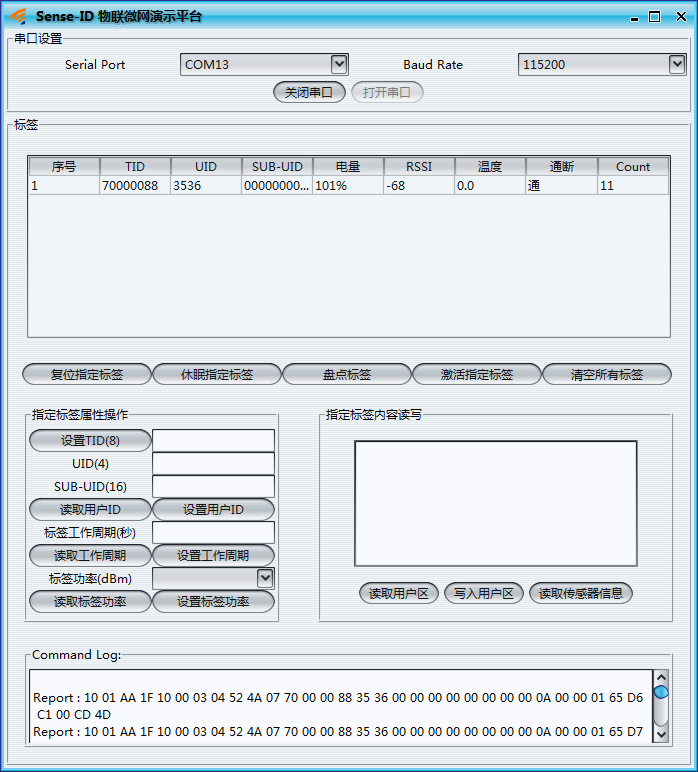 Sense-ID 物联微网演示平台
串口设置
Serial Port COM13 Baud Rate 115200
关闭串口 打开串口
标签
序号 TID UID SUB-UID 电量 RSSI 温度 通断 Count
1 70000088 3536 00000000... 101% -68 0.0 通 11
复位指定标签 休眠指定标签 盘点标签 激活指定标签 清空所有标签
指定标签属性操作
设置TID(8)
UID(4)
SUB-UID(16)
读取用户ID 设置用户ID
标签工作周期(秒)
读取工作周期 设置工作周期
标签功率(dBm)
读取标签功率 设置标签功率
指定标签内容读写
读取用户区 写入用户区 读取传感器信息
Command Log:
Report : 10 01 AA 1F 10 00 03 04 52 4A 07 70 00 00 88 35 36 00 00 00 00 00 00 00 00 0A 00 00 01 65 D6
C1 00 CD 4D
Report : 10 01 AA 1F 10 00 03 04 52 4A 07 70 00 00 88 35 36 00 00 00 00 00 00 00 00 0A 00 00 01 65 D7